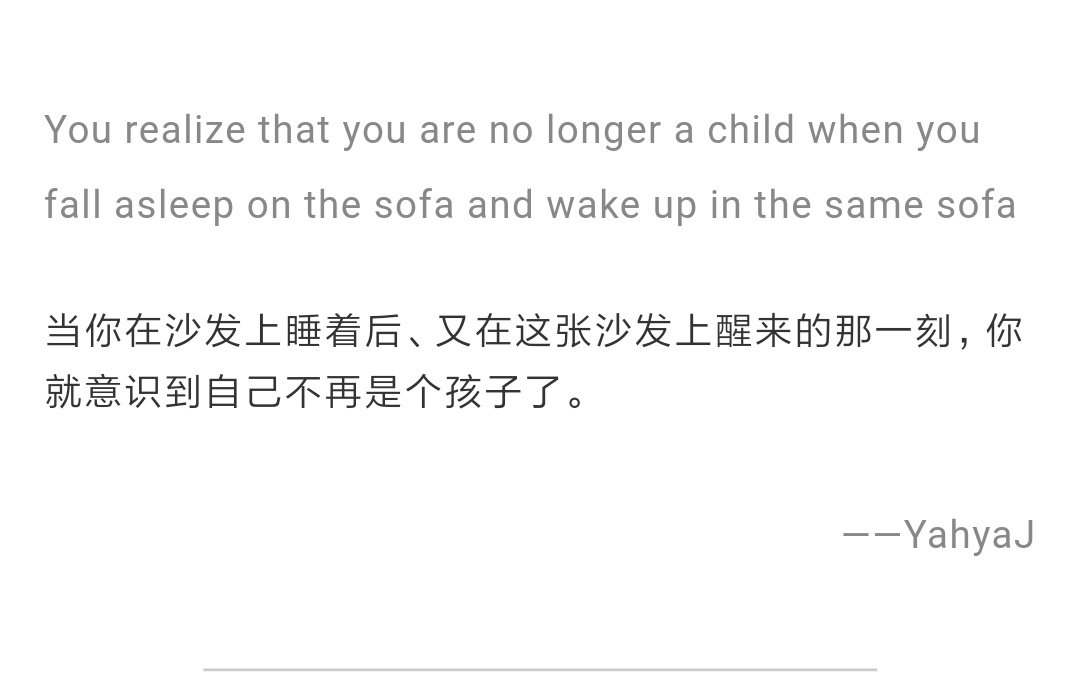 You realize that you are no longer a child when you
fall asleep on the sofa and wake up in the same sofa
当你在沙发上睡着后、又在这张沙发上醒来的那一刻，你
就意识到自己不再是个孩子了。
——YahyaJ